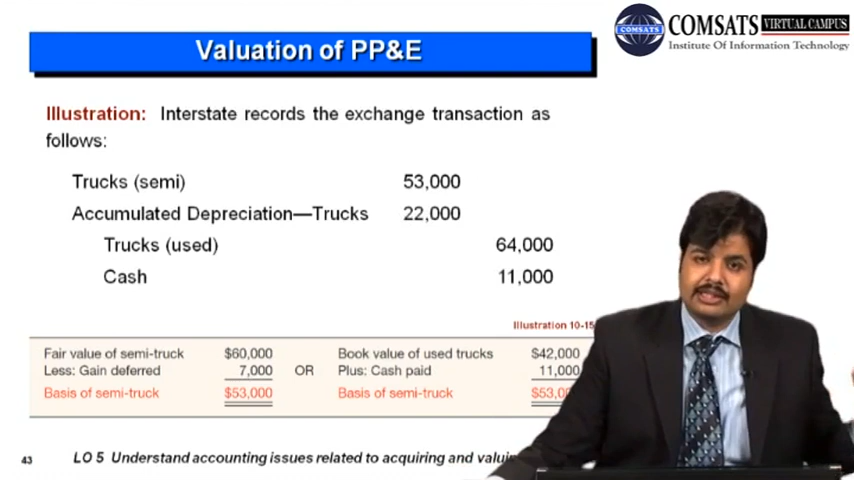 Valuation of PP&E
COMSATS VIRTUAL CAMPUS
COMSATS
Institute Of Information Technology
Illustration: Interstate records the exchange transaction as
follows:
Trucks (semi) 53,000
Accumulated Depreciation—Trucks 22,000
Trucks (used) 64,000
Cash 11,000
Illustration 10-15
Fair value of semi-truck $60,000 Book value of used trucks $42,000
Less: Gain deferred 7,000 OR Plus: Cash paid 11,000
Basis of semi-truck $53,000 Basis of semi-truck
43 LO 5 Understand accounting issues related to acquiring and